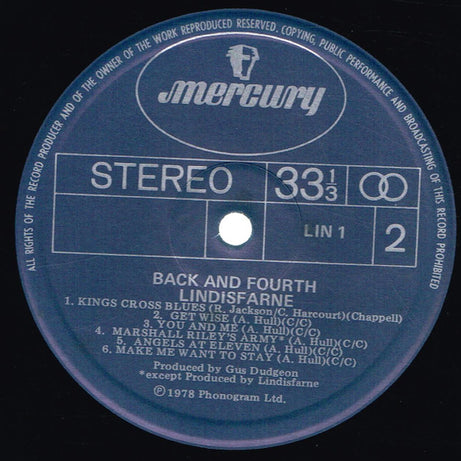 ALL RIGHTS OF THE RECORD PRODUCER AND OF THE OWNER OF THE WORK REPRODUCED RESERVED. COPYING, PUBLIC PERFORMANCE AND BROADCASTING OF THIS RECORD PROHIBITED
mercury
STEREO 33 1/3
LIN 1 2
BACK AND FOURTH
LINDISFARNE
1. KINGS CROSS BLUES (R. Jackson/C. Harcourt)(Chappell)
2. GET WISE (A. Hull)(C/C)
3. YOU AND ME (A. Hull)(C/C)
4. MARSHALL RILEY'S ARMY* (A. Hull)(C/C)
5. ANGELS AT ELEVEN (A. Hull)(C/C)
6. MAKE ME WANT TO STAY (A. Hull)(C/C)
Produced by Gus Dudgeon
*except Produced by Lindisfarne
℗1978 Phonogram Ltd.